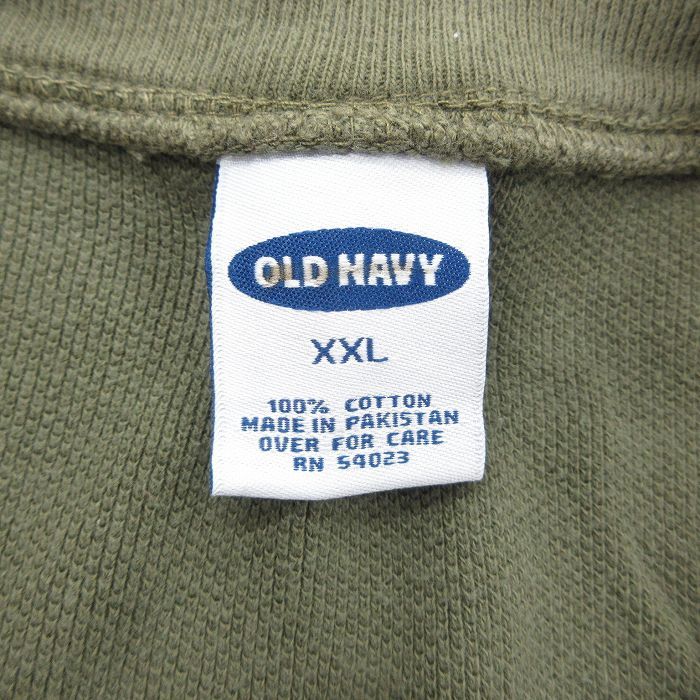 OLD NAVY
XXL
100% COTTON
MADE IN PAKISTAN
OVER FOR CARE
RN 54023